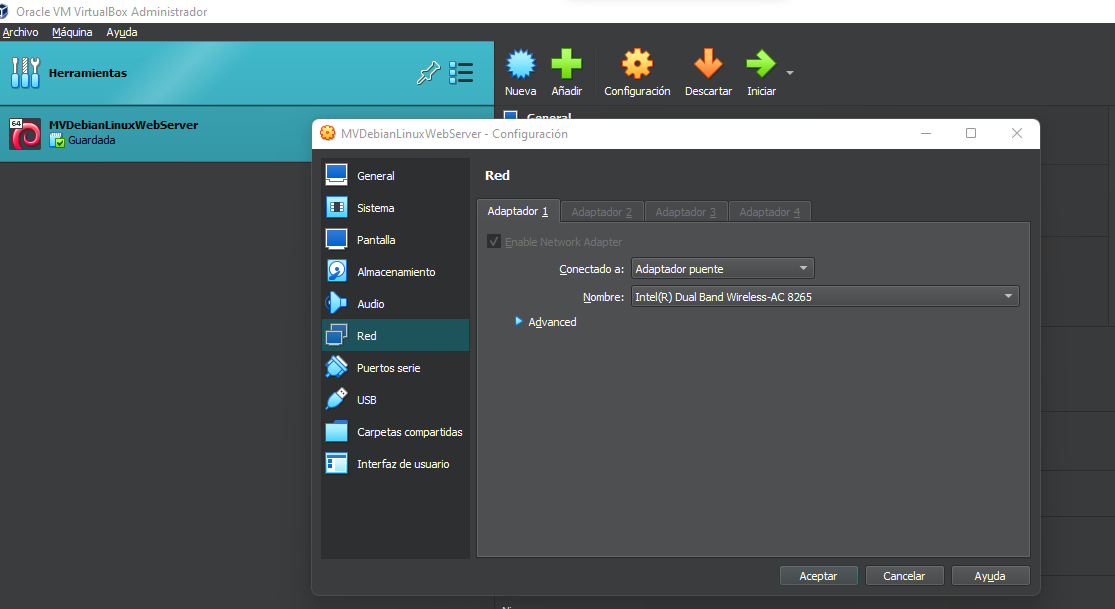 Oracle VM VirtualBox Administrador
Archivo Máquina Ayuda
Herramientas
Nueva Añadir Configuración Descartar Iniciar
64
MVDebianLinuxWebServer
Guardada
General
MVDebianLinuxWebServer - Configuración
General
Sistema
Pantalla
Almacenamiento
Audio
Red
Puertos serie
USB
Carpetas compartidas
Interfaz de usuario
Red
Adaptador 1 Adaptador 2 Adaptador 3 Adaptador 4
Enable Network Adapter
Conectado a: Adaptador puente
Nombre: Intel(R) Dual Band Wireless-AC 8265
Advanced
Aceptar Cancelar Ayuda